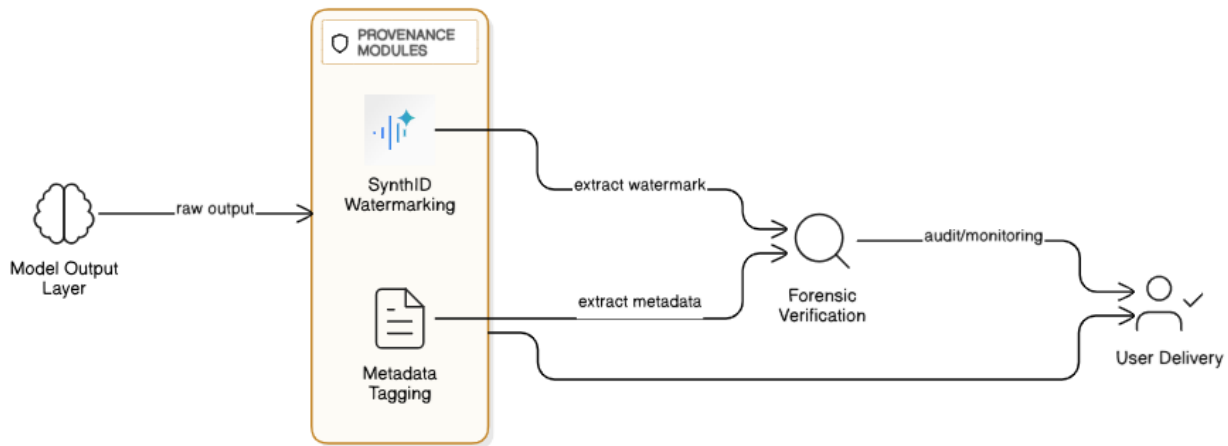 PROVENANCE
MODULES
SynthID
Watermarking
raw output
extract watermark
audit/monitoring
Model Output
Layer
extract metadata
Forensic
Verification
User Delivery
Metadata
Tagging